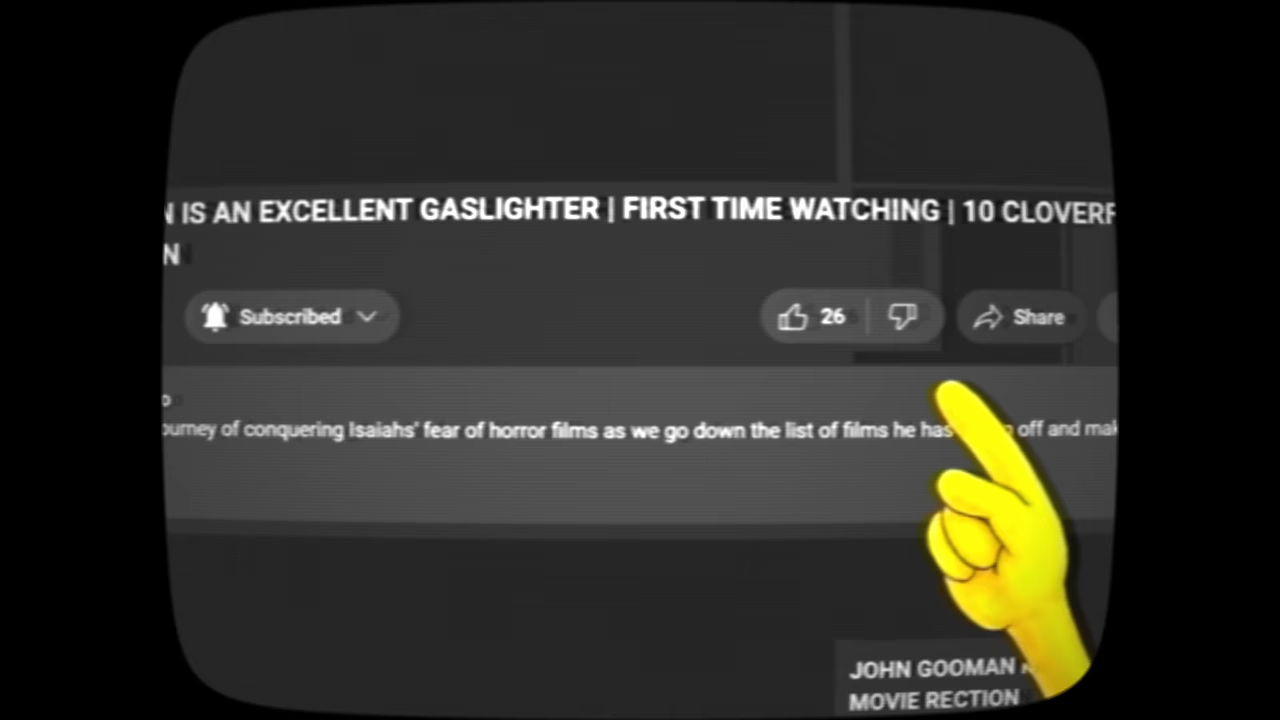 N IS AN EXCELLENT GASLIGHTER | FIRST TIME WATCHING | 10 CLOVERF
N
Subscribed
26
Share
o
ourney of conquering Isaiahs' fear of horror films as we go down the list of films he has off and mak
JOHN GOOMAN
MOVIE RECTION